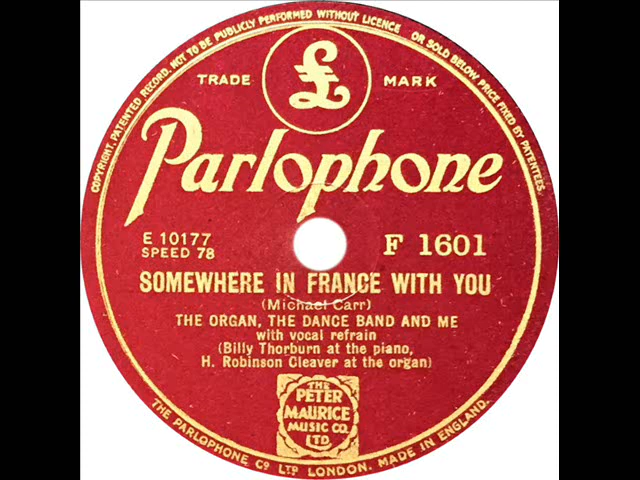 COPYRIGHT. PATENTED RECORD. NOT TO BE PUBLICLY PERFORMED WITHOUT LICENCE OR SOLD BELOW PRICE FIXED BY PATENTEES.
£
TRADE MARK
Parlophone
E 10177
F 1601
SPEED 78
SOMEWHERE IN FRANCE WITH YOU
(Michael Carr)
THE ORGAN, THE DANCE BAND AND ME
with vocal refrain
(Billy Thorburn at the piano,
H. Robinson Cleaver at the organ)
THE
PETER
MAURICE
MUSIC CO.
LTD.
THE PARLOPHONE Cº LTD LONDON. MADE IN ENGLAND.